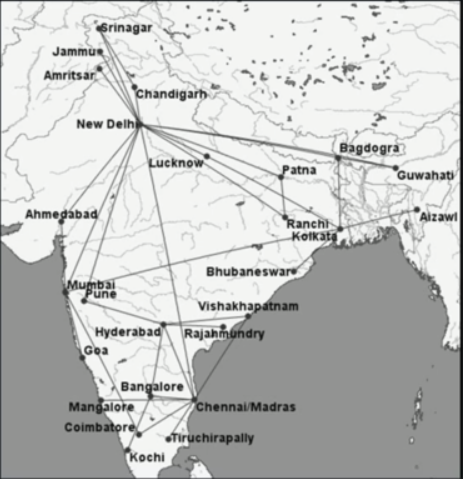 Srinagar
Jammu
Amritsar
Chandigarh
New Delhi
Bagdogra
Lucknow
Patna
Guwahati
Ahmedabad
Ranchi
Aizawl
Kolkata
Bhubaneswar
Mumbai
Pune
Vishakhapatnam
Hyderabad
Rajahmundry
Goa
Bangalore
Mangalore
Chennai/Madras
Coimbatore
Tiruchirapally
Kochi